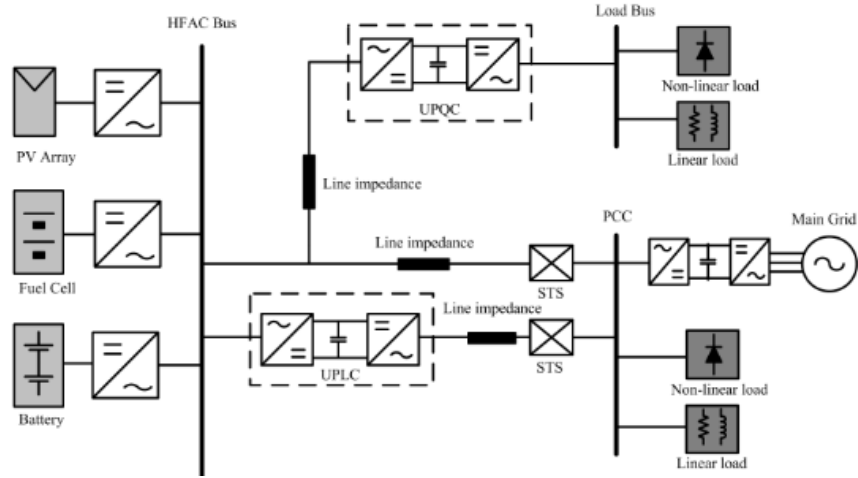 HFAC Bus
Load Bus
UPQC
Non-linear load
PV Array
Linear load
Line impedance
PCC
Main Grid
Line impedance
Fuel Cell
STS
Line impedance
UPLC
STS
Non-linear load
Battery
Linear load